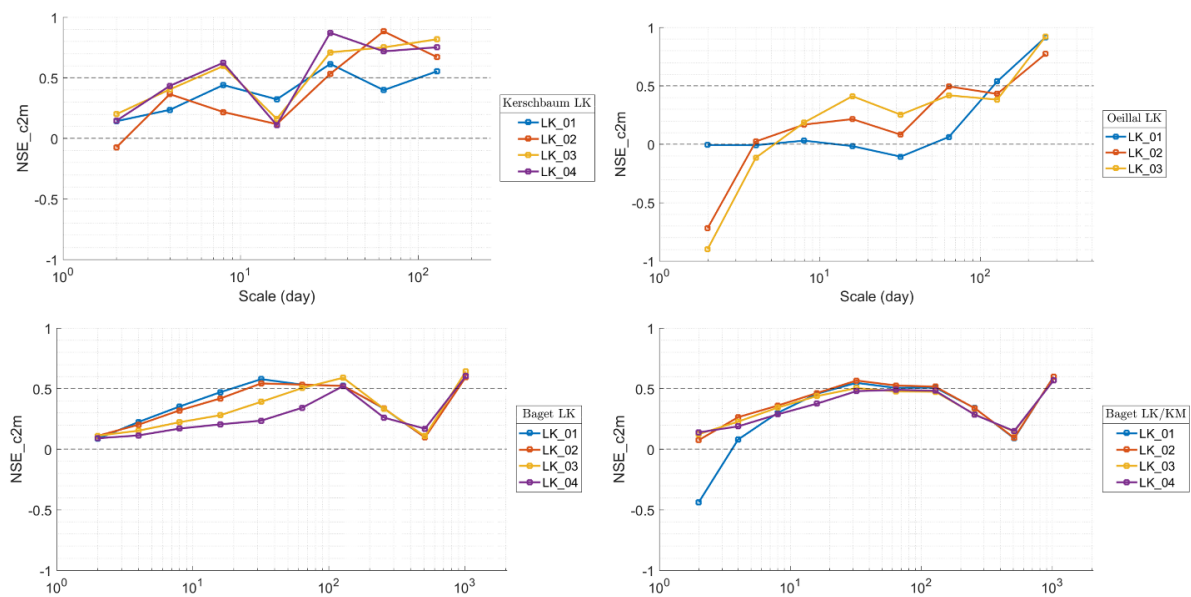 1
0.5
0
-0.5
-1
NSE_c2m
10^0
10^1
10^2
Scale (day)
Kerschbaum LK
LK_01
LK_02
LK_03
LK_04
1
0.5
0
-0.5
-1
NSE_c2m
10^0
10^1
10^2
Scale (day)
Oeillal LK
LK_01
LK_02
LK_03
1
0.5
0
-0.5
-1
NSE_c2m
10^0
10^1
10^2
10^3
Baget LK
LK_01
LK_02
LK_03
LK_04
1
0.5
0
-0.5
-1
NSE_c2m
10^0
10^1
10^2
10^3
Baget LK/KM
LK_01
LK_02
LK_03
LK_04